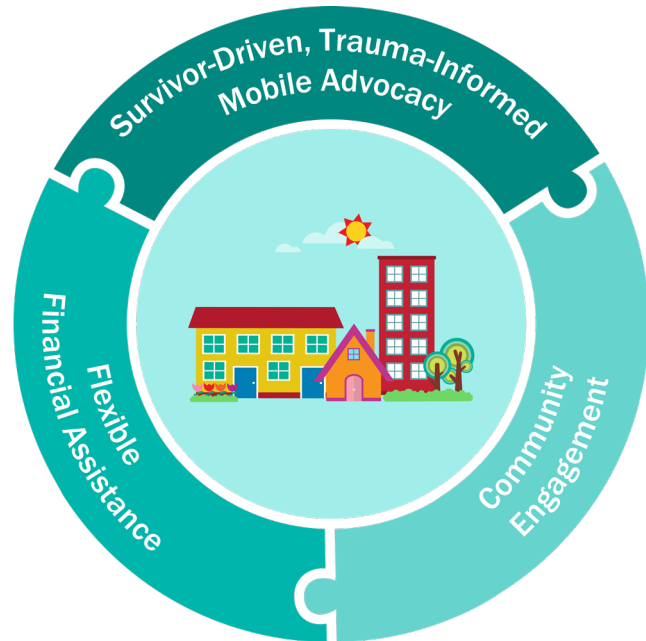 Survivor-Driven, Trauma-Informed
Mobile Advocacy
Flexible
Financial Assistance
Community
Engagement